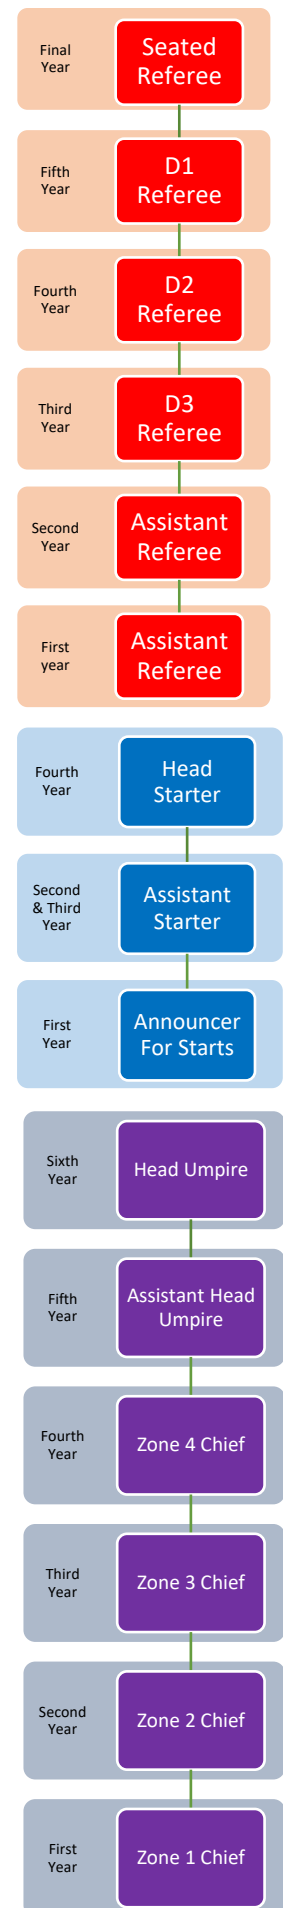 Final
Year
Seated
Referee
Fifth
Year
D1
Referee
Fourth
Year
D2
Referee
Third
Year
D3
Referee
Second
Year
Assistant
Referee
First
year
Assistant
Referee
Fourth
Year
Head
Starter
Second
& Third
Year
Assistant
Starter
First
Year
Announcer
For Starts
Sixth
Year
Head Umpire
Fifth
Year
Assistant Head
Umpire
Fourth
Year
Zone 4 Chief
Third
Year
Zone 3 Chief
Second
Year
Zone 2 Chief
First
Year
Zone 1 Chief